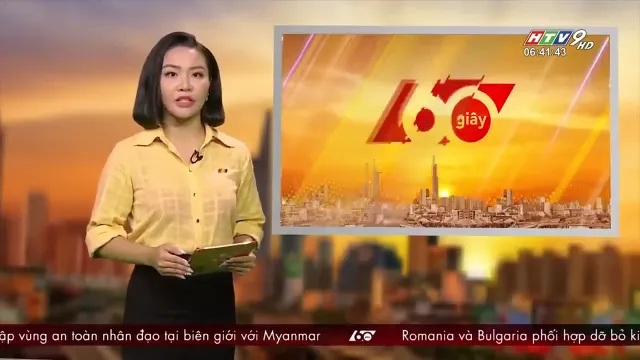 HTV9 HD
06:41:43
60 giây
ập vùng an toàn nhân đạo tại biên giới với Myanmar 60 Romania và Bulgaria phối hợp dỡ bỏ ki